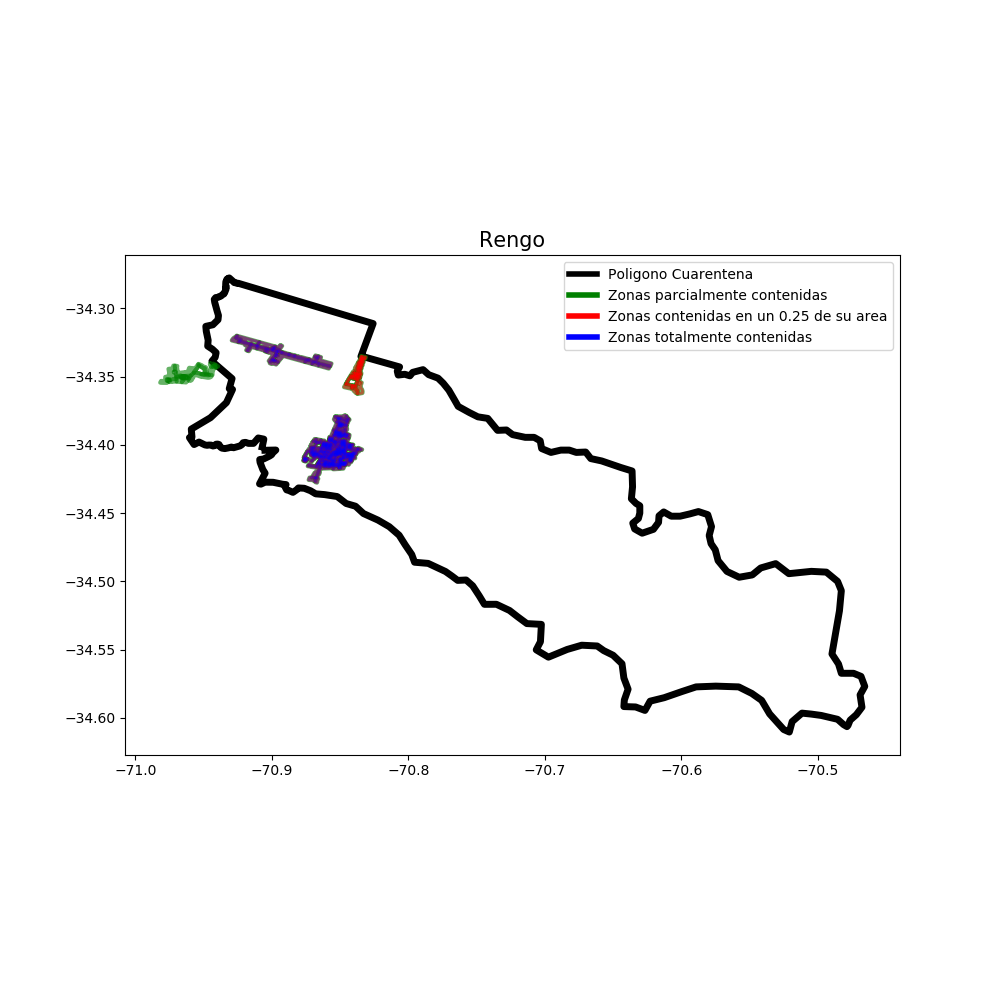 Rengo
Poligono Cuarentena
Zonas parcialmente contenidas
Zonas contenidas en un 0.25 de su area
Zonas totalmente contenidas
−34.30
−34.35
−34.40
−34.45
−34.50
−34.55
−34.60
−71.0 −70.9 −70.8 −70.7 −70.6 −70.5